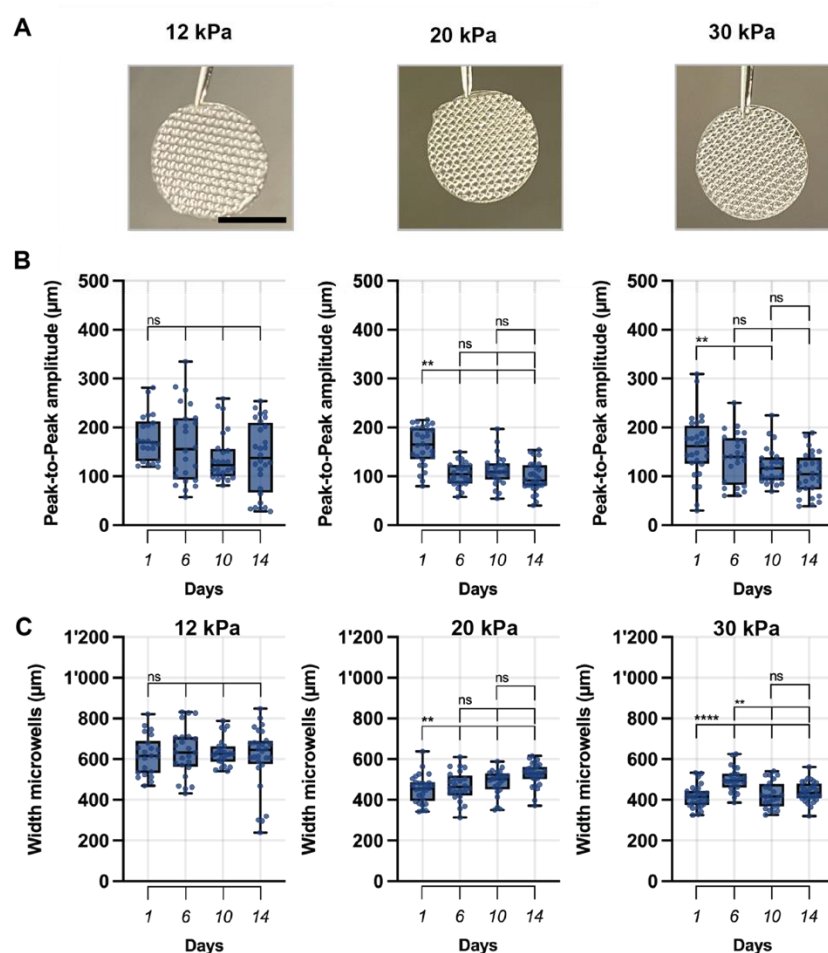 A
12 kPa 20 kPa 30 kPa
B
Peak-to-Peak amplitude (µm)
500
400
300
200
100
0
ns
1 6 10 14
Days
Peak-to-Peak amplitude (µm)
500
400
300
200
100
0
ns
ns
**
1 6 10 14
Days
Peak-to-Peak amplitude (µm)
500
400
300
200
100
0
ns
ns
**
1 6 10 14
Days
C
12 kPa
Width microwells (µm)
1'200
1'000
800
600
400
200
0
ns
1 6 10 14
Days
20 kPa
Width microwells (µm)
1'200
1'000
800
600
400
200
0
ns
ns
**
1 6 10 14
Days
30 kPa
Width microwells (µm)
1'200
1'000
800
600
400
200
0
ns
**
****
1 6 10 14
Days